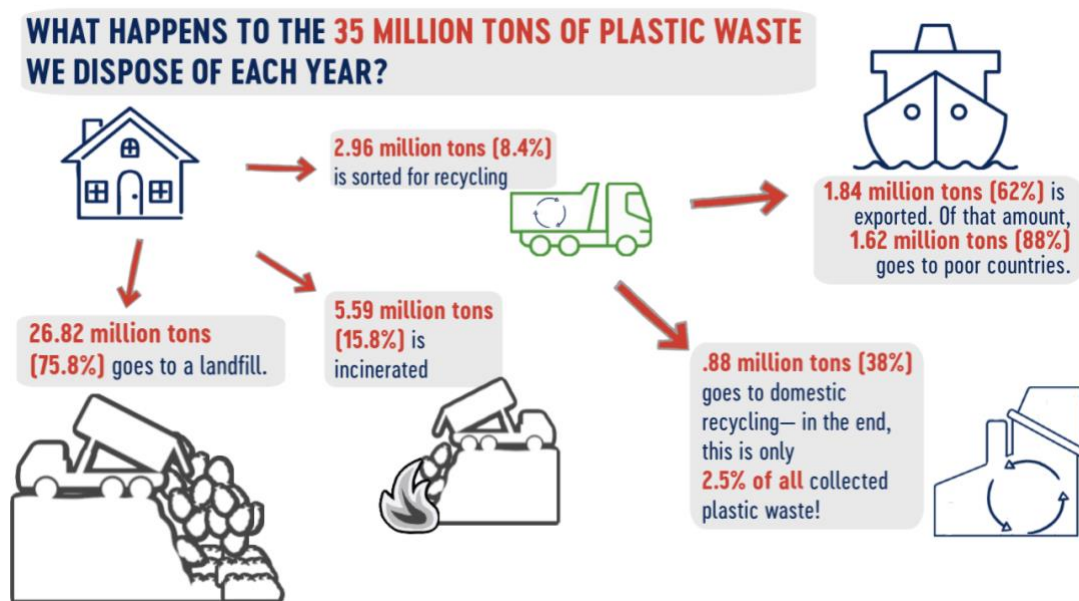 WHAT HAPPENS TO THE 35 MILLION TONS OF PLASTIC WASTE
WE DISPOSE OF EACH YEAR?
2.96 million tons (8.4%)
is sorted for recycling
1.84 million tons (62%) is
exported. Of that amount,
1.62 million tons (88%)
goes to poor countries.
26.82 million tons
(75.8%) goes to a landfill.
5.59 million tons
(15.8%) is
incinerated
.88 million tons (38%)
goes to domestic
recycling— in the end,
this is only
2.5% of all collected
plastic waste!